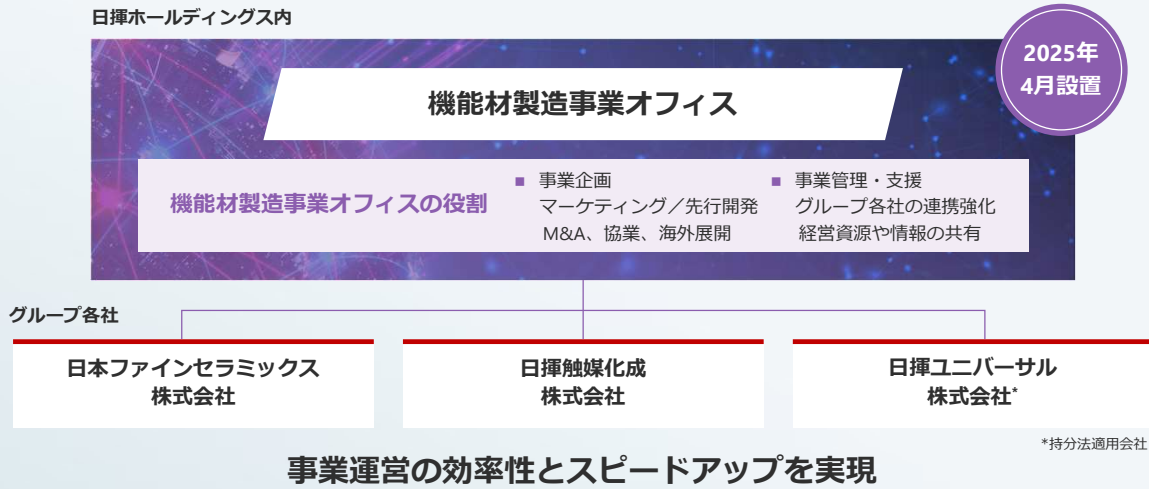 日揮ホールディングス内
2025年
4月設置
機能材製造事業オフィス
機能材製造事業オフィスの役割
■ 事業企画
マーケティング／先行開発
M&A、協業、海外展開
■ 事業管理・支援
グループ各社の連携強化
経営資源や情報の共有
グループ各社
日本ファインセラミックス
株式会社
日揮触媒化成
株式会社
日揮ユニバーサル
株式会社*
*持分法適用会社
事業運営の効率性とスピードアップを実現